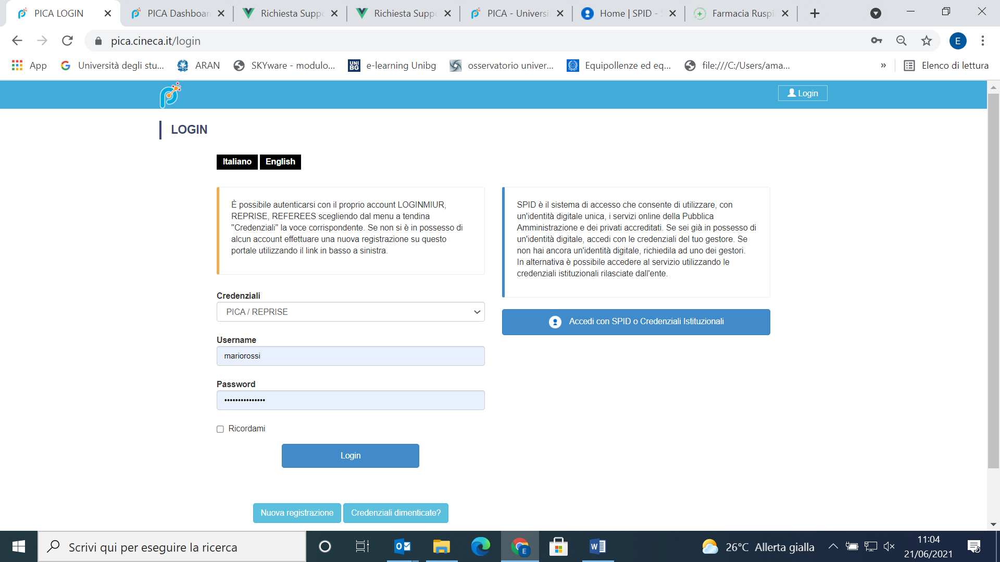 PICA LOGIN
PICA Dashboar
Richiesta Suppo
Richiesta Suppo
PICA - Universi
Home | SPID -
Farmacia Ruspi
pica.cineca.it/login
E
App
Università degli stu...
ARAN
SKYware - modulo...
UNI BG
e-learning Unibg
osservatorio univer...
Equipollenze ed eq...
file:///C:/Users/ama...
»
Elenco di lettura
Login
LOGIN
Italiano
English
È possibile autenticarsi con il proprio account LOGINMIUR,
REPRISE, REFEREES scegliendo dal menu a tendina
"Credenziali" la voce corrispondente. Se non si è in possesso di
alcun account effettuare una nuova registrazione su questo
portale utilizzando il link in basso a sinistra.
SPID è il sistema di accesso che consente di utilizzare, con
un'identità digitale unica, i servizi online della Pubblica
Amministrazione e dei privati accreditati. Se sei già in possesso di
un'identità digitale, accedi con le credenziali del tuo gestore. Se
non hai ancora un'identità digitale, richiedila ad uno dei gestori.
In alternativa è possibile accedere al servizio utilizzando le
credenziali istituzionali rilasciate dall'ente.
Credenziali
PICA / REPRISE
Accedi con SPID o Credenziali Istituzionali
Username
mariorossi
Password
•••••••••••••••
Ricordami
Login
Nuova registrazione
Credenziali dimenticate?
Scrivi qui per eseguire la ricerca
26°C Allerta gialla
11:04
21/06/2021